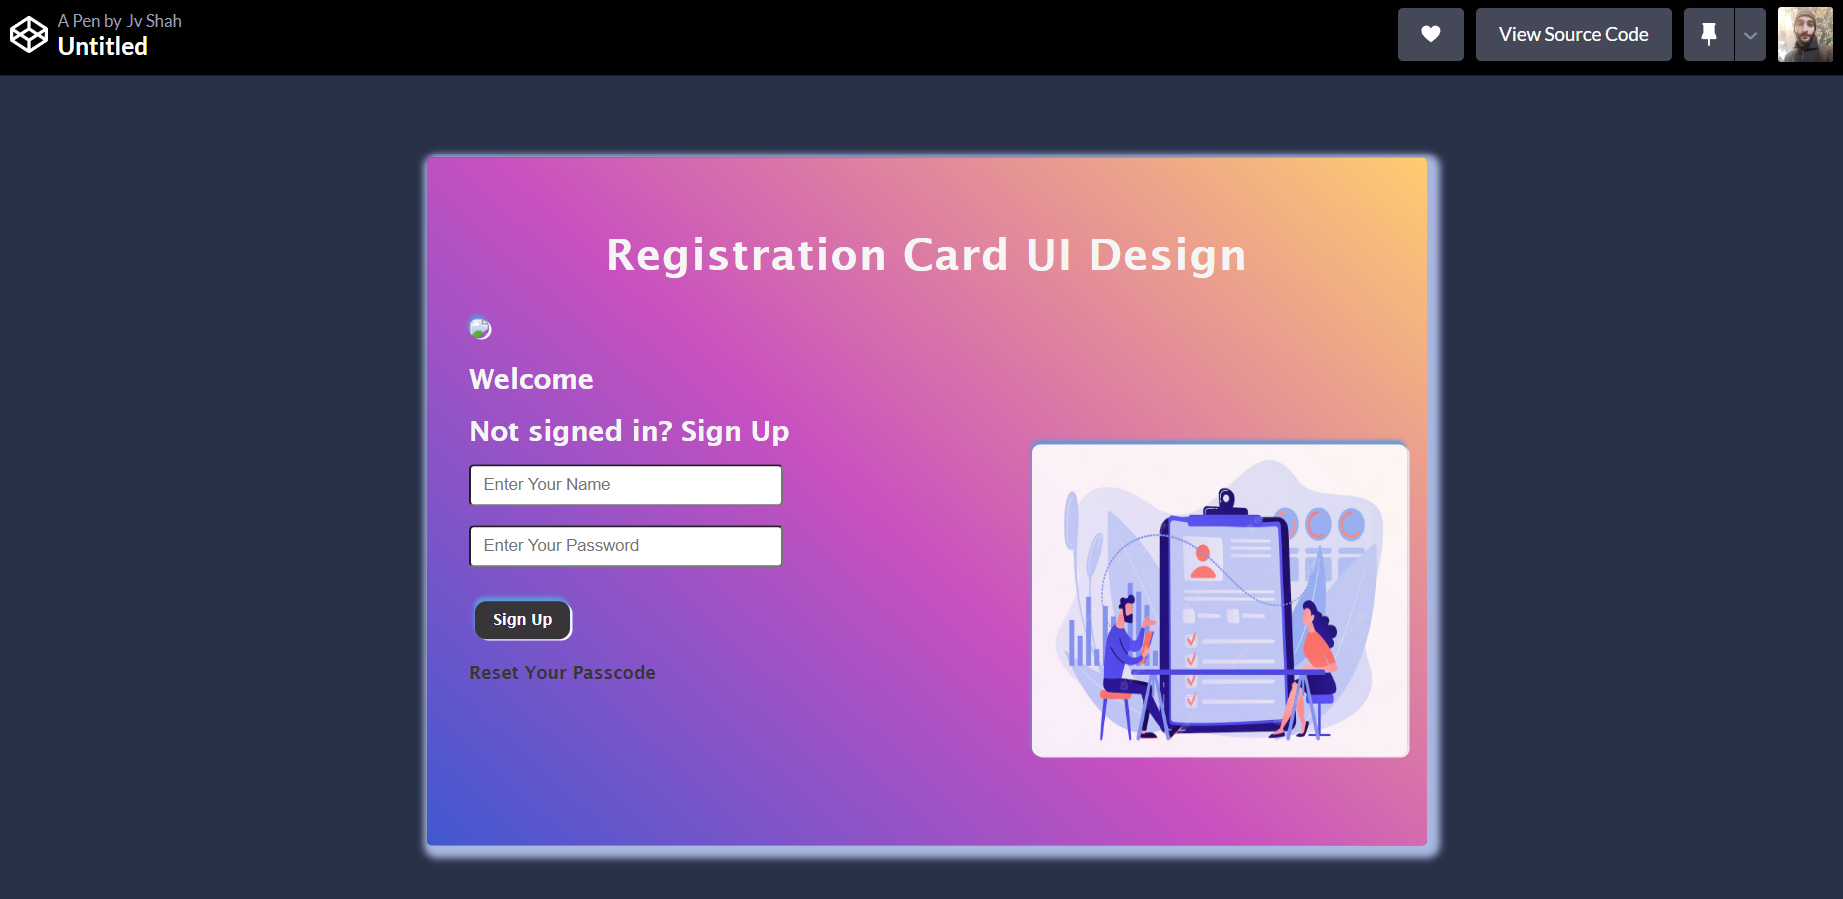 A Pen by Jv Shah
Untitled
View Source Code
Registration Card UI Design
Welcome
Not signed in? Sign Up
Enter Your Name
Enter Your Password
Sign Up
Reset Your Passcode